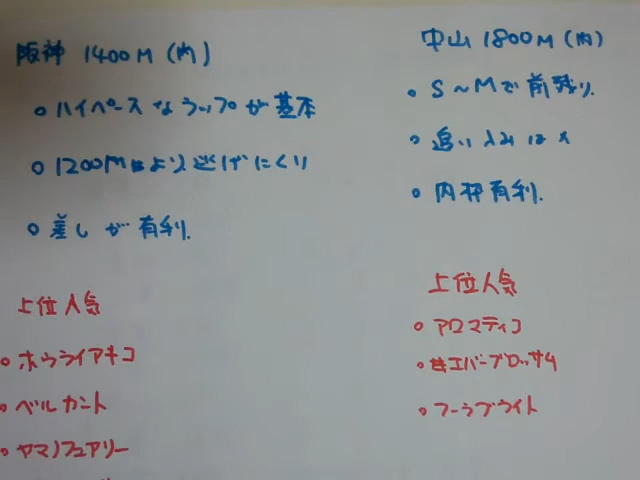 阪神 1400M (内)
○ ハイペースなラップが基本
○ 1200Mより逃げにくい
○ 差しが有利.
上位人気
○ ホウライアキコ
○ ベルカント
○ ヤマノフェアリー
中山 1800M (内)
○ S～Mで前残り.
○ 追い込みは×
○ 内枠有利.
上位人気
○ アロマティコ
○ エバーブロッサム
○ フーラブライト